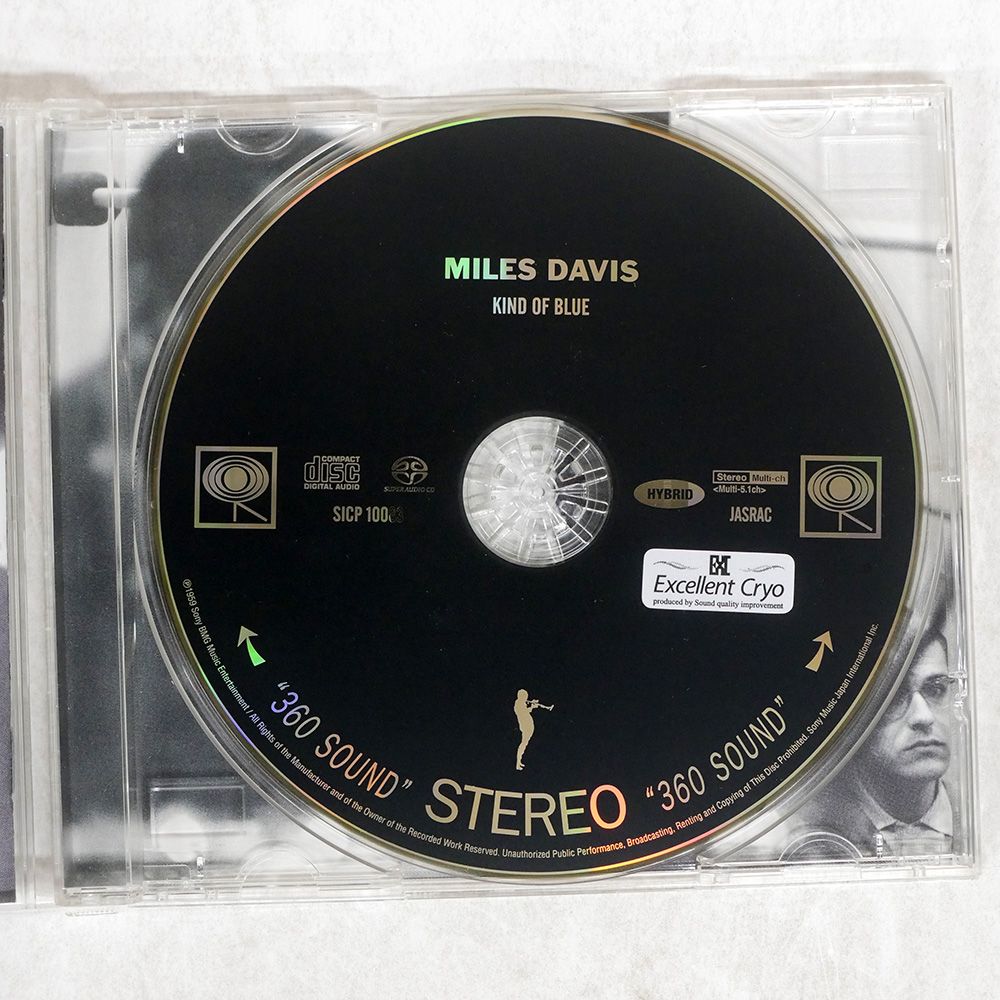 MILES DAVIS
KIND OF BLUE
COMPACT
disc
DIGITAL AUDIO
SUPER AUDIO CD
SICP 10083
HYBRID
Stereo Multi-ch
<Multi-5.1ch>
JASRAC
Excellent Cryo
produced by Sound quality improvement
"360 SOUND" STEREO "360 SOUND"
℗1959 Sony BMG Music Entertainment / All Rights of the Manufacturer and of the Owner of the Recorded Work Reserved. Unauthorized Public Performance, Broadcasting, Renting and Copying of This Disc Prohibited. Sony Music Japan International Inc.